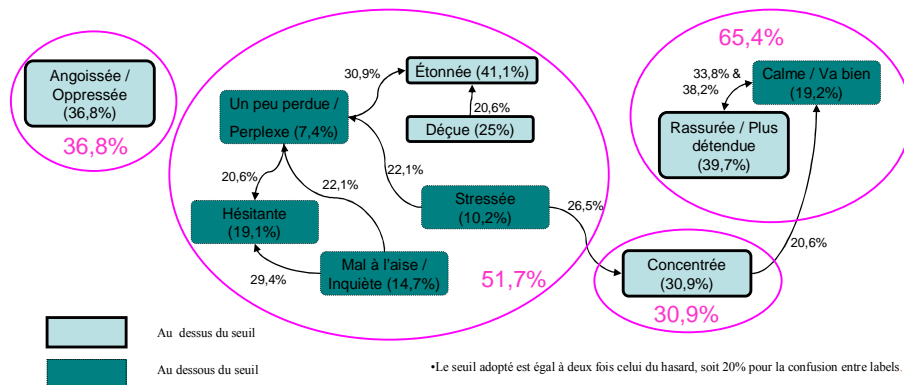 Angoissée /
Oppressée
(36,8%)
36,8%
30,9%
Étonnée (41,1%)
Un peu perdue /
Perplexe (7,4%)
20,6%
Déçue (25%)
22,1%
20,6%
22,1%
Hésitante
(19,1%)
Stressée
(10,2%)
26,5%
29,4%
Mal à l'aise /
Inquiète (14,7%)
51,7%
65,4%
33,8% &
38,2%
Calme / Va bien
(19,2%)
Rassurée / Plus
détendue
(39,7%)
20,6%
Concentrée
(30,9%)
30,9%
Au dessus du seuil
Au dessous du seuil
•Le seuil adopté est égal à deux fois celui du hasard, soit 20% pour la confusion entre labels